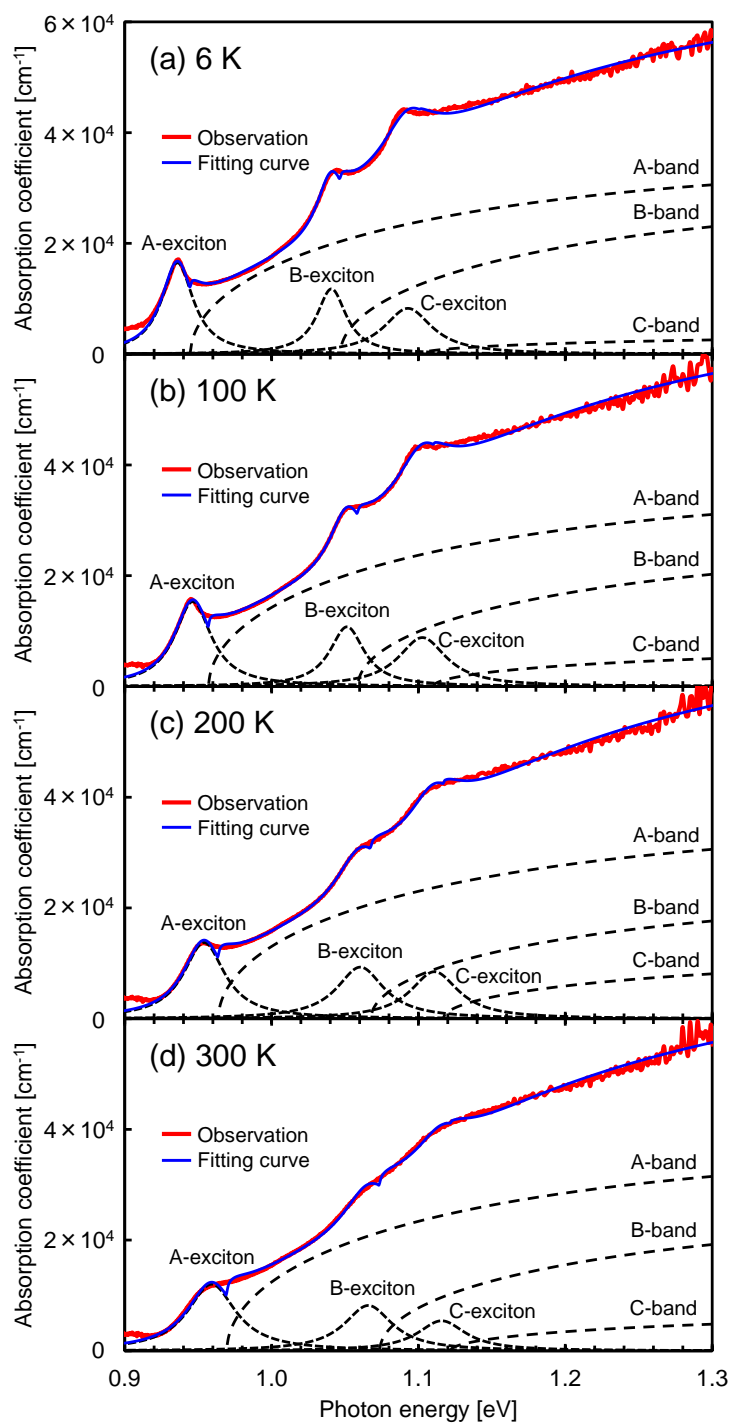 6 × 10⁴
(a) 6 K
Observation
Fitting curve
4 × 10⁴
A-band
B-band
A-exciton
2 × 10⁴
B-exciton
C-exciton
C-band
0
Absorption coefficient [cm⁻¹]
(b) 100 K
4 × 10⁴
Observation
Fitting curve
A-band
B-band
A-exciton
2 × 10⁴
B-exciton
C-exciton
C-band
0
Absorption coefficient [cm⁻¹]
(c) 200 K
4 × 10⁴
Observation
Fitting curve
A-band
B-band
A-exciton
2 × 10⁴
B-exciton
C-exciton
C-band
0
Absorption coefficient [cm⁻¹]
(d) 300 K
4 × 10⁴
Observation
Fitting curve
A-band
B-band
A-exciton
2 × 10⁴
B-exciton
C-exciton
C-band
0
Absorption coefficient [cm⁻¹]
0.9 1.0 1.1 1.2 1.3
Photon energy [eV]